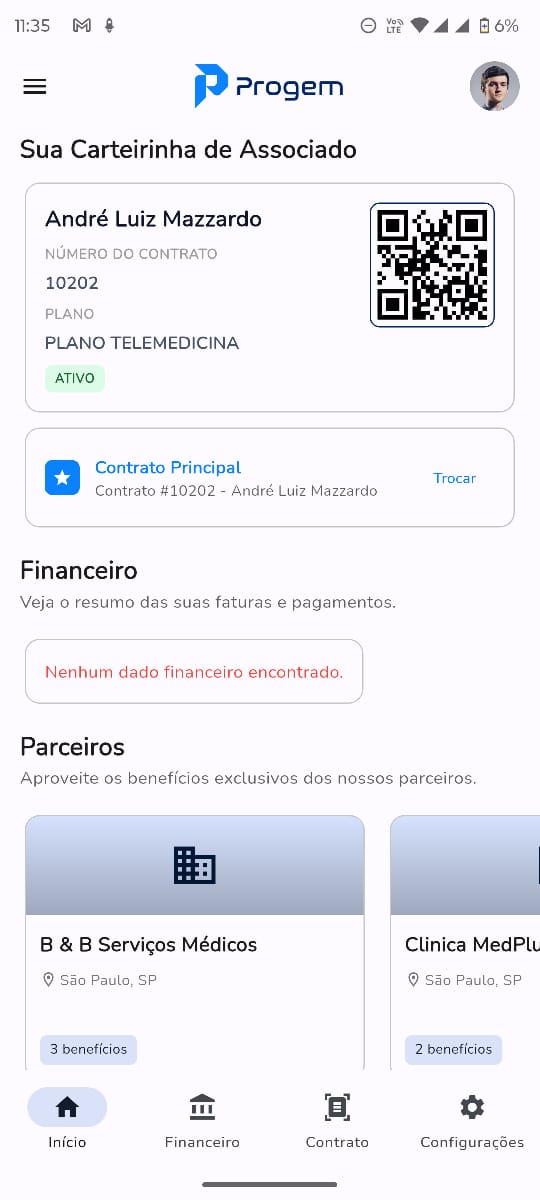 11:35
Vo))
LTE
6%
Progem
Sua Carteirinha de Associado
André Luiz Mazzardo
NÚMERO DO CONTRATO
10202
PLANO
PLANO TELEMEDICINA
ATIVO
Contrato Principal
Contrato #10202 - André Luiz Mazzardo
Trocar
Financeiro
Veja o resumo das suas faturas e pagamentos.
Nenhum dado financeiro encontrado.
Parceiros
Aproveite os benefícios exclusivos dos nossos parceiros.
B & B Serviços Médicos
São Paulo, SP
3 benefícios
Clinica MedPlu
São Paulo, SP
2 benefícios
Início
Financeiro
Contrato
Configurações